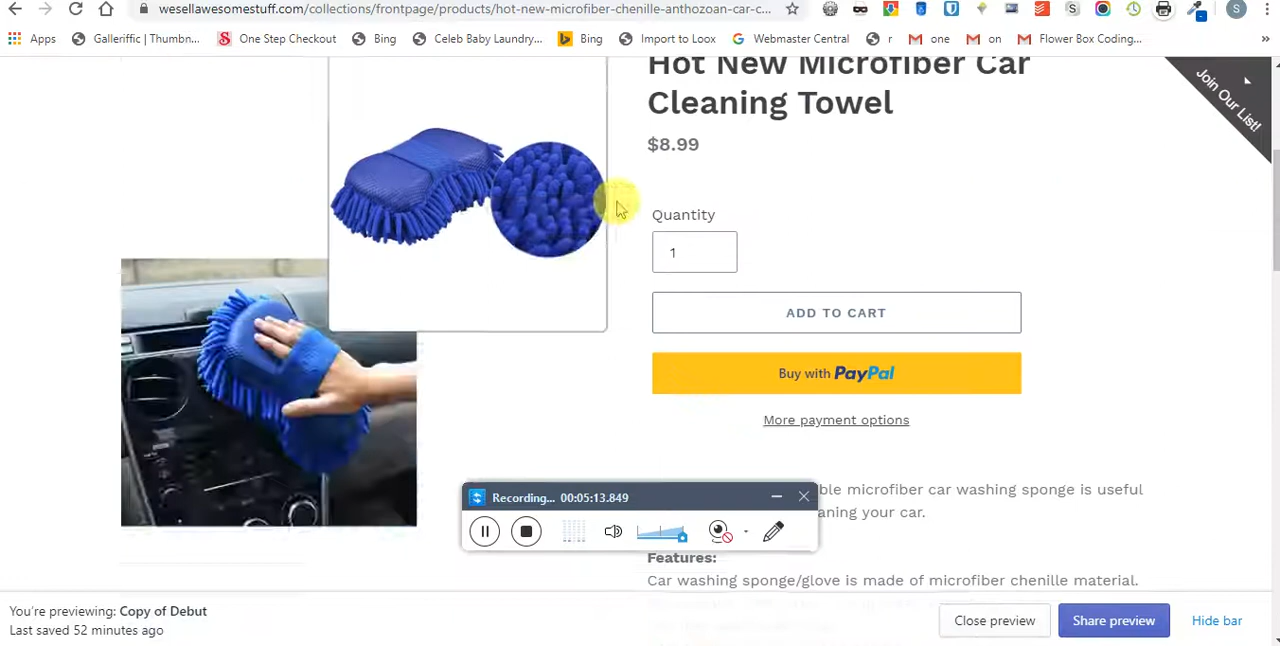 wesellawesomestuff.com/collections/frontpage/products/hot-new-microfiber-chenille-anthozoan-car-c...
Apps Galleriffic | Thumbn... One Step Checkout Bing Celeb Baby Laundry,... Bing Import to Loox Webmaster Central r one on Flower Box Coding... »
Hot New Microfiber Car
Cleaning Towel
Join Our List!
$8.99
Quantity
1
ADD TO CART
Buy with PayPal
More payment options
Recording... 00:05:13.849
ble microfiber car washing sponge is useful
aning your car.
Features:
Car washing sponge/glove is made of microfiber chenille material.
You're previewing: Copy of Debut
Last saved 52 minutes ago
Close preview
Share preview
Hide bar